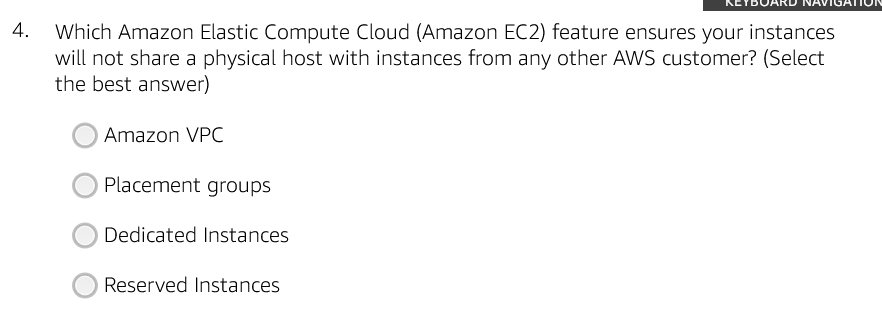 KEYBOARD NAVIGATION
4. Which Amazon Elastic Compute Cloud (Amazon EC2) feature ensures your instances
will not share a physical host with instances from any other AWS customer? (Select
the best answer)
Amazon VPC
Placement groups
Dedicated Instances
Reserved Instances